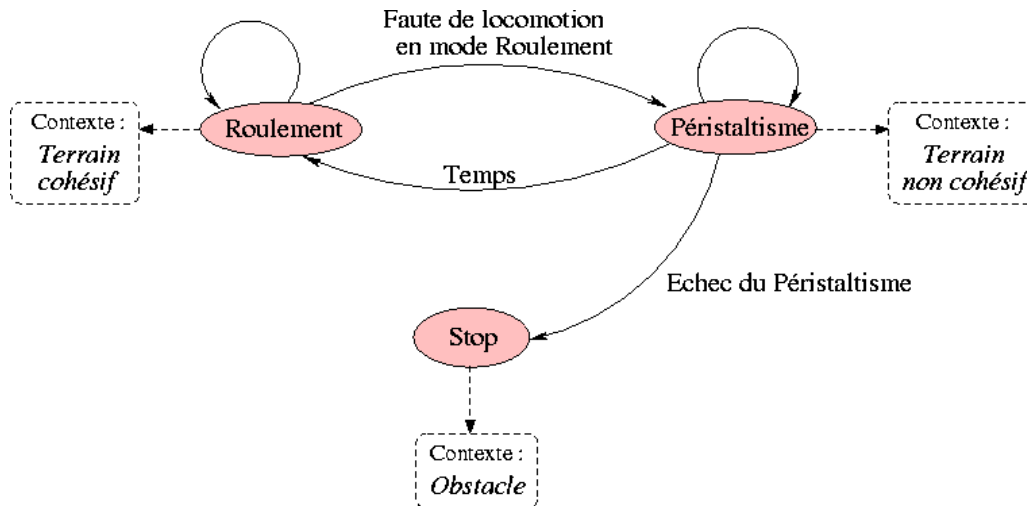 Faute de locomotion
en mode Roulement
Contexte :
Terrain
cohésif
Roulement
Péristaltisme
Contexte :
Terrain
non cohésif
Temps
Echec du Péristaltisme
Stop
Contexte :
Obstacle